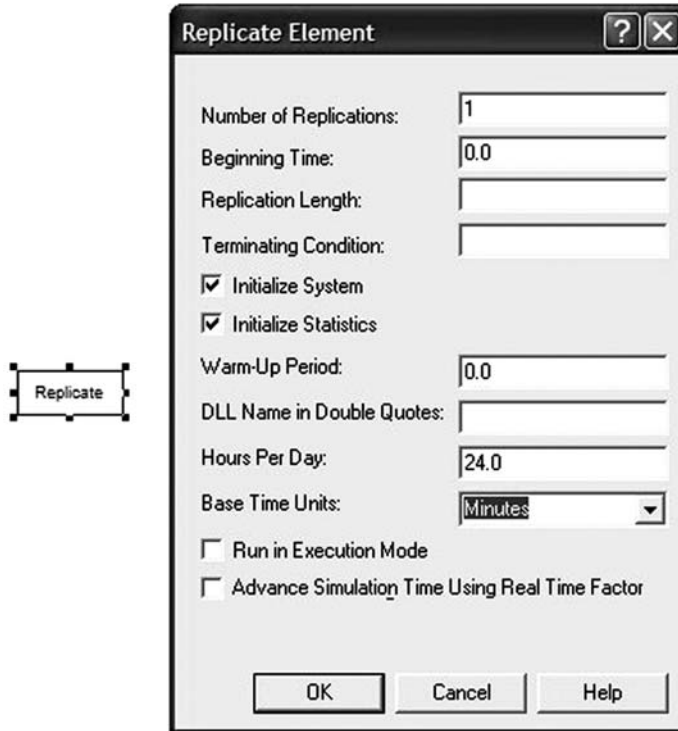 Replicate Element
Number of Replications: 1
Beginning Time: 0.0
Replication Length:
Terminating Condition:
Initialize System
Initialize Statistics
Replicate
Warm-Up Period: 0.0
DLL Name in Double Quotes:
Hours Per Day: 24.0
Base Time Units: Minutes
Run in Execution Mode
Advance Simulation Time Using Real Time Factor
OK Cancel Help